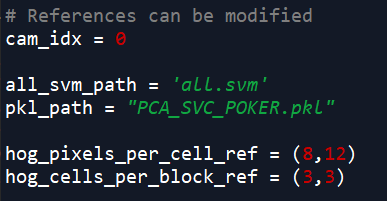 # References can be modified
cam_idx = 0
all_svm_path = 'all.svm'
pkl_path = "PCA_SVC_POKER.pkl"
hog_pixels_per_cell_ref = (8,12)
hog_cells_per_block_ref = (3,3)